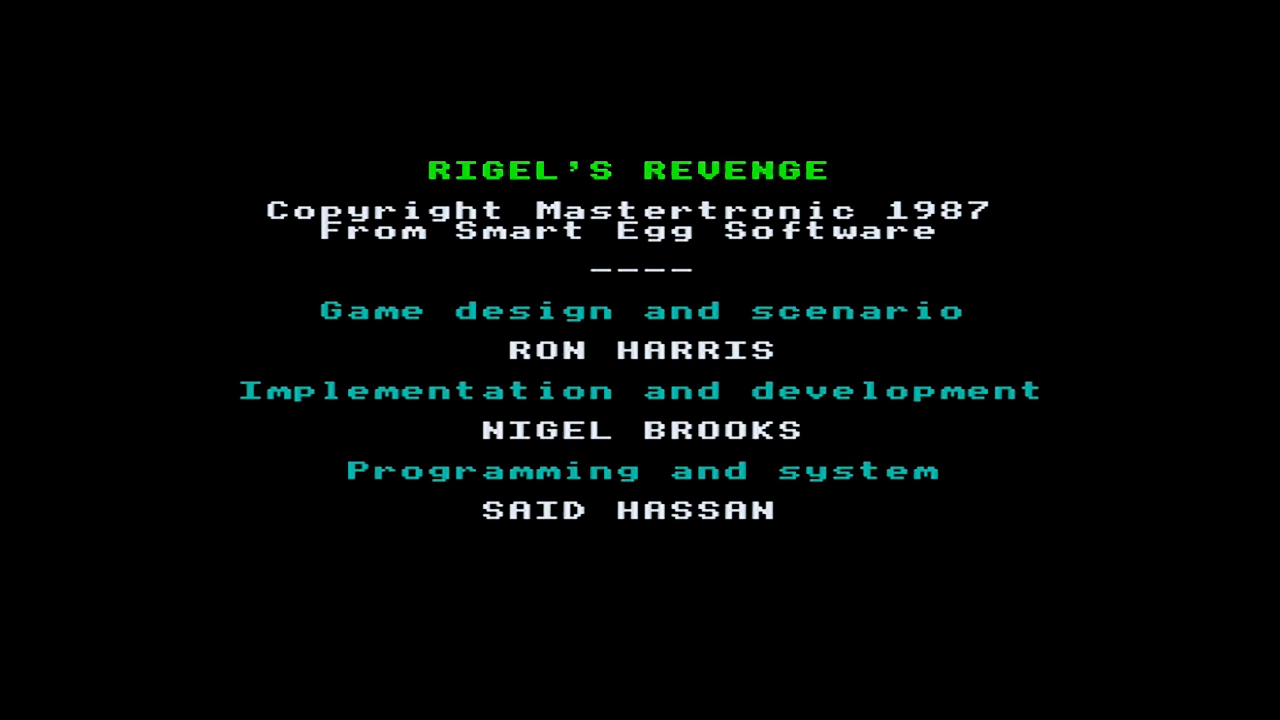 RIGEL'S REVENGE
Copyright Mastertronic 1987
From Smart Egg Software
----
Game design and scenario
RON HARRIS
Implementation and development
NIGEL BROOKS
Programming and system
SAID HASSAN